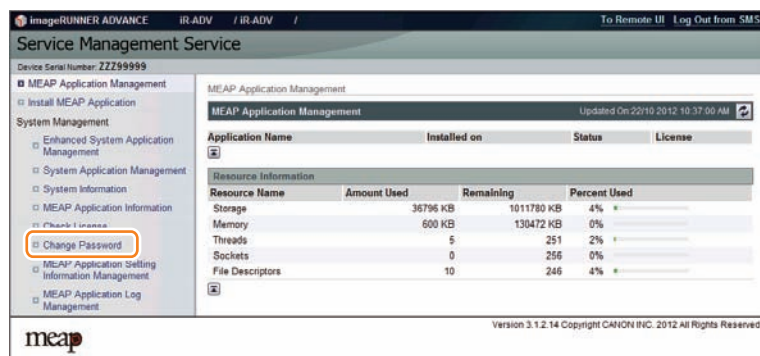 imageRUNNER ADVANCE iR-ADV / iR-ADV /
To Remote UI Log Out from SMS
Service Management Service
Device Serial Number: ZZZ99999
MEAP Application Management
Install MEAP Application
System Management
Enhanced System Application
Management
System Application Management
System Information
MEAP Application Information
Check License
Change Password
MEAP Application Setting
Information Management
MEAP Application Log
Management
MEAP Application Management
MEAP Application Management
Updated On:22/10 2012 10:37:00 AM
Application Name Installed on Status License
Resource Information
Resource Name Amount Used Remaining Percent Used
Storage 36796 KB 1011780 KB 4%
Memory 600 KB 130472 KB 0%
Threads 5 251 2%
Sockets 0 256 0%
File Descriptors 10 246 4%
meap
Version 3.1.2.14 Copyright CANON INC. 2012 All Rights Reserved